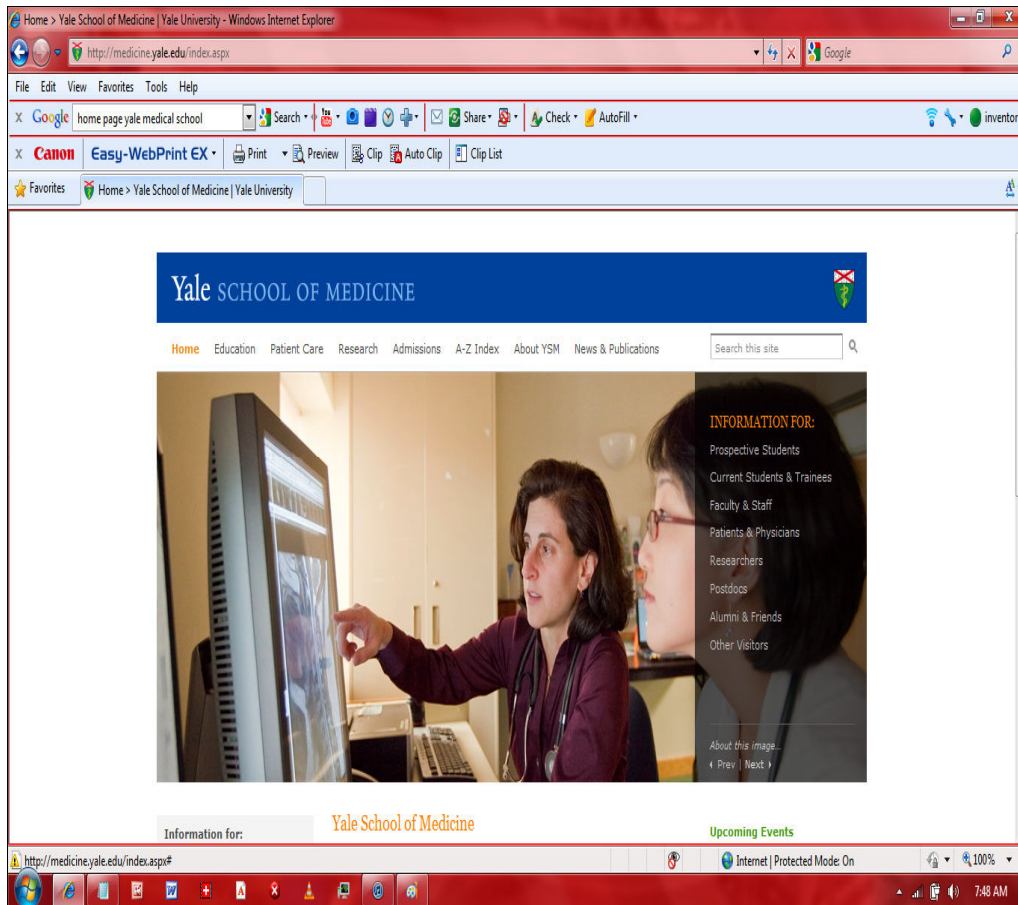 Home > Yale School of Medicine | Yale University - Windows Internet Explorer
http://medicine.yale.edu/index.aspx
Google
File Edit View Favorites Tools Help
X Google home page yale medical school Search Share Check AutoFill inventor
X Canon Easy-WebPrint EX Print Preview Clip Auto Clip Clip List
Favorites Home > Yale School of Medicine | Yale University
Yale SCHOOL OF MEDICINE
Home Education Patient Care Research Admissions A-Z Index About YSM News & Publications Search this site
INFORMATION FOR:
Prospective Students
Current Students & Trainees
Faculty & Staff
Patients & Physicians
Researchers
Postdocs
Alumni & Friends
Other Visitors
About this image...
Prev | Next
Information for:
Yale School of Medicine
Upcoming Events
http://medicine.yale.edu/index.aspx#
Internet | Protected Mode: On
100%
7:48 AM